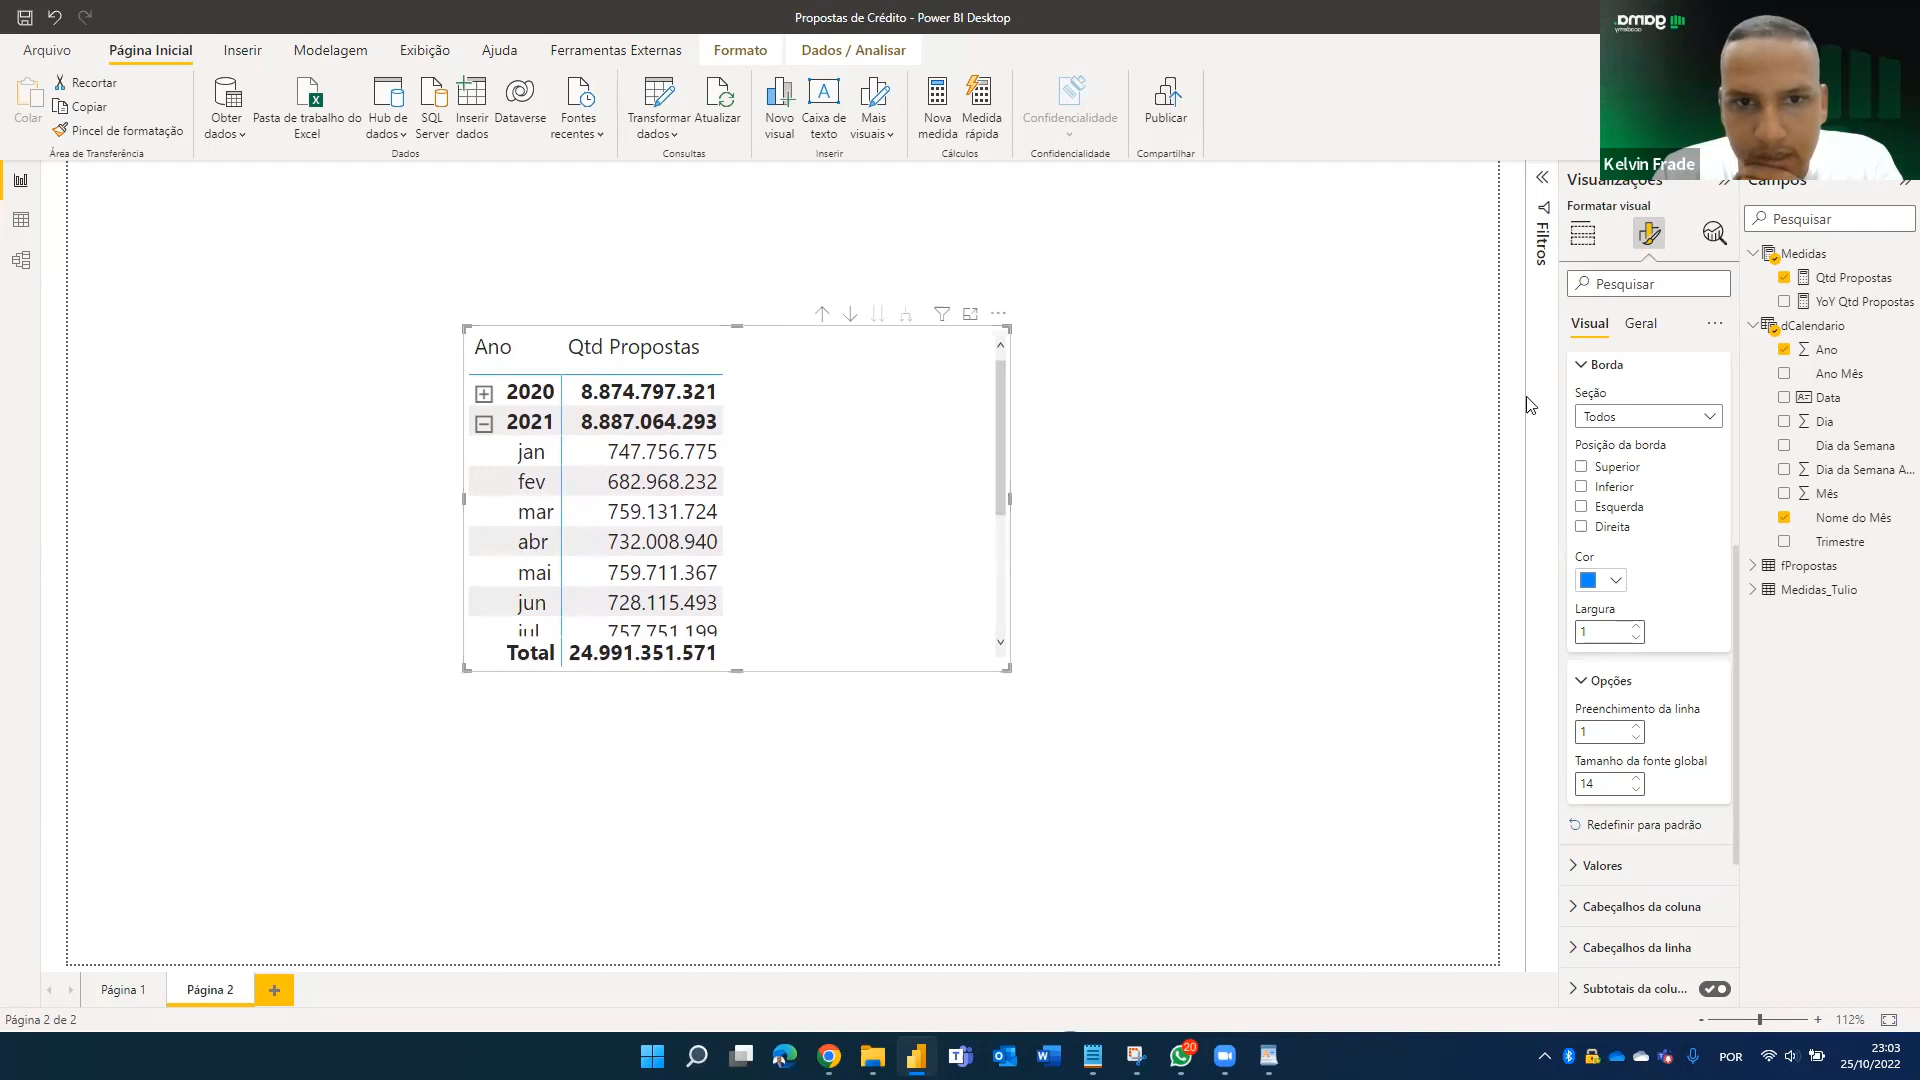 Propostas de Crédito - Power BI Desktop
gama
academy
Kelvin Frade
Arquivo
Página Inicial
Inserir
Modelagem
Exibição
Ajuda
Ferramentas Externas
Formato
Dados / Analisar
Colar
Recortar
Copiar
Pincel de formatação
Área de Transferência
Obter dados
Pasta de trabalho do Excel
Hub de dados
SQL Server
Inserir dados
Dataverse
Fontes recentes
Dados
Transformar dados
Atualizar
Consultas
Novo visual
Caixa de texto
Mais visuais
Inserir
Nova medida
Medida rápida
Cálculos
Confidencialidade
Confidencialidade
Publicar
Compartilhar
Ano Qtd Propostas
2020 8.874.797.321
2021 8.887.064.293
jan 747.756.775
fev 682.968.232
mar 759.131.724
abr 732.008.940
mai 759.711.367
jun 728.115.493
jul 757.751.199
Total 24.991.351.571
Filtros
Visualizações
Formatar visual
Pesquisar
Visual
Geral
Borda
Seção
Todos
Posição da borda
Superior
Inferior
Esquerda
Direita
Cor
Largura
1
Opções
Preenchimento da linha
1
Tamanho da fonte global
14
Redefinir para padrão
Valores
Cabeçalhos da coluna
Cabeçalhos da linha
Subtotais da colu...
Campos
Pesquisar
Medidas
Qtd Propostas
YoY Qtd Propostas
dCalendario
Ano
Ano Mês
Data
Dia
Dia da Semana
Dia da Semana A...
Mês
Nome do Mês
Trimestre
fPropostas
Medidas_Tulio
Página 1
Página 2
Página 2 de 2
112%
20
POR
23:03
25/10/2022